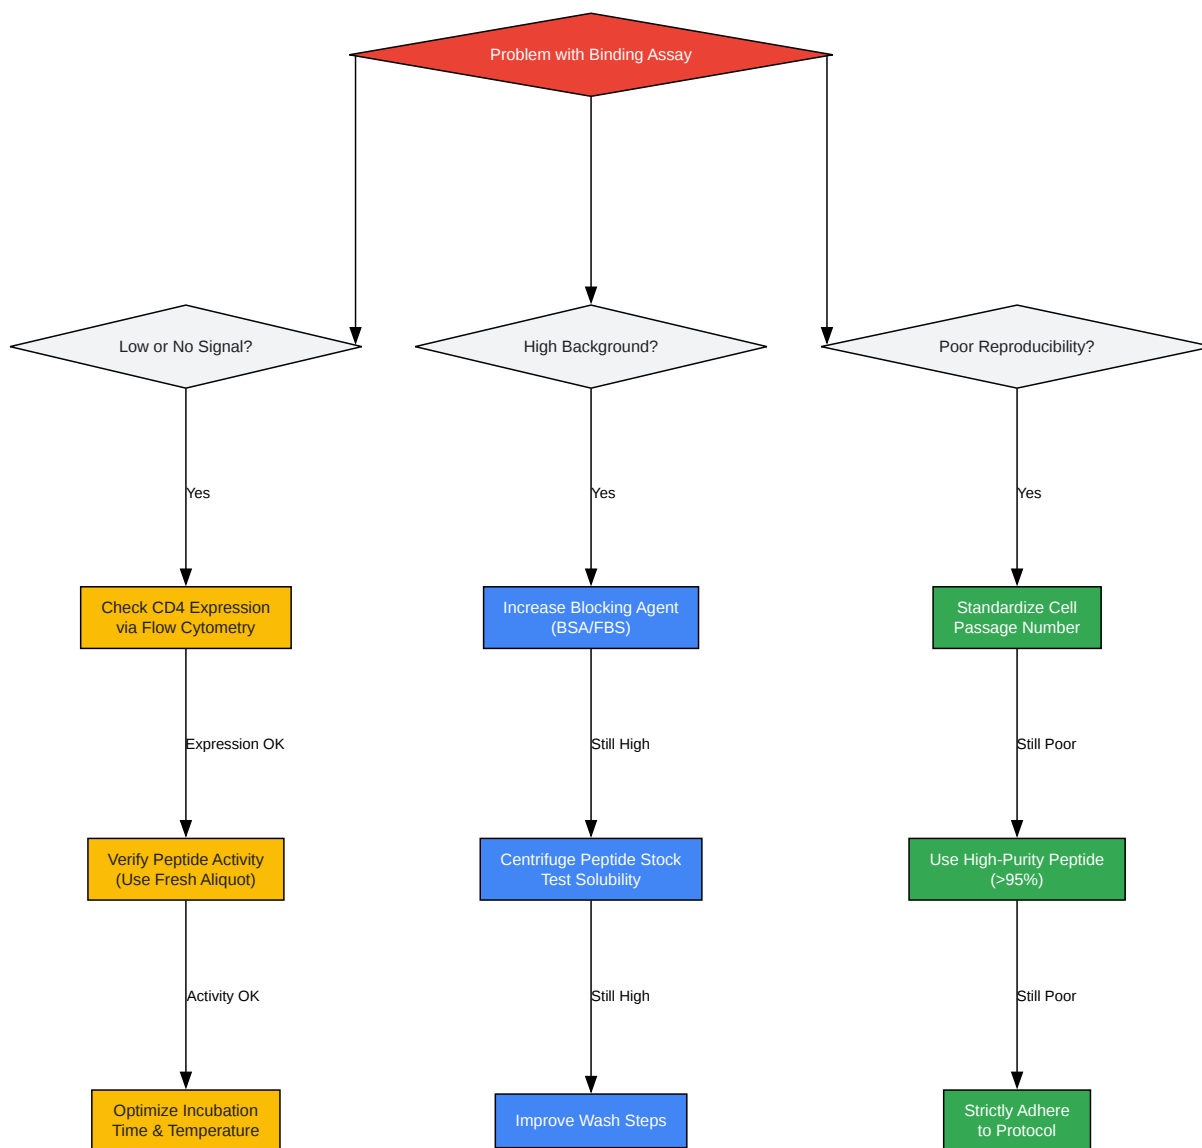 Problem with Binding Assay
Low or No Signal?
High Background?
Poor Reproducibility?
Yes
Yes
Yes
Check CD4 Expression
via Flow Cytometry
Increase Blocking Agent
(BSA/FBS)
Standardize Cell
Passage Number
Expression OK
Still High
Still Poor
Verify Peptide Activity
(Use Fresh Aliquot)
Centrifuge Peptide Stock
Test Solubility
Use High-Purity Peptide
(>95%)
Activity OK
Still High
Still Poor
Optimize Incubation
Time & Temperature
Improve Wash Steps
Strictly Adhere
to Protocol